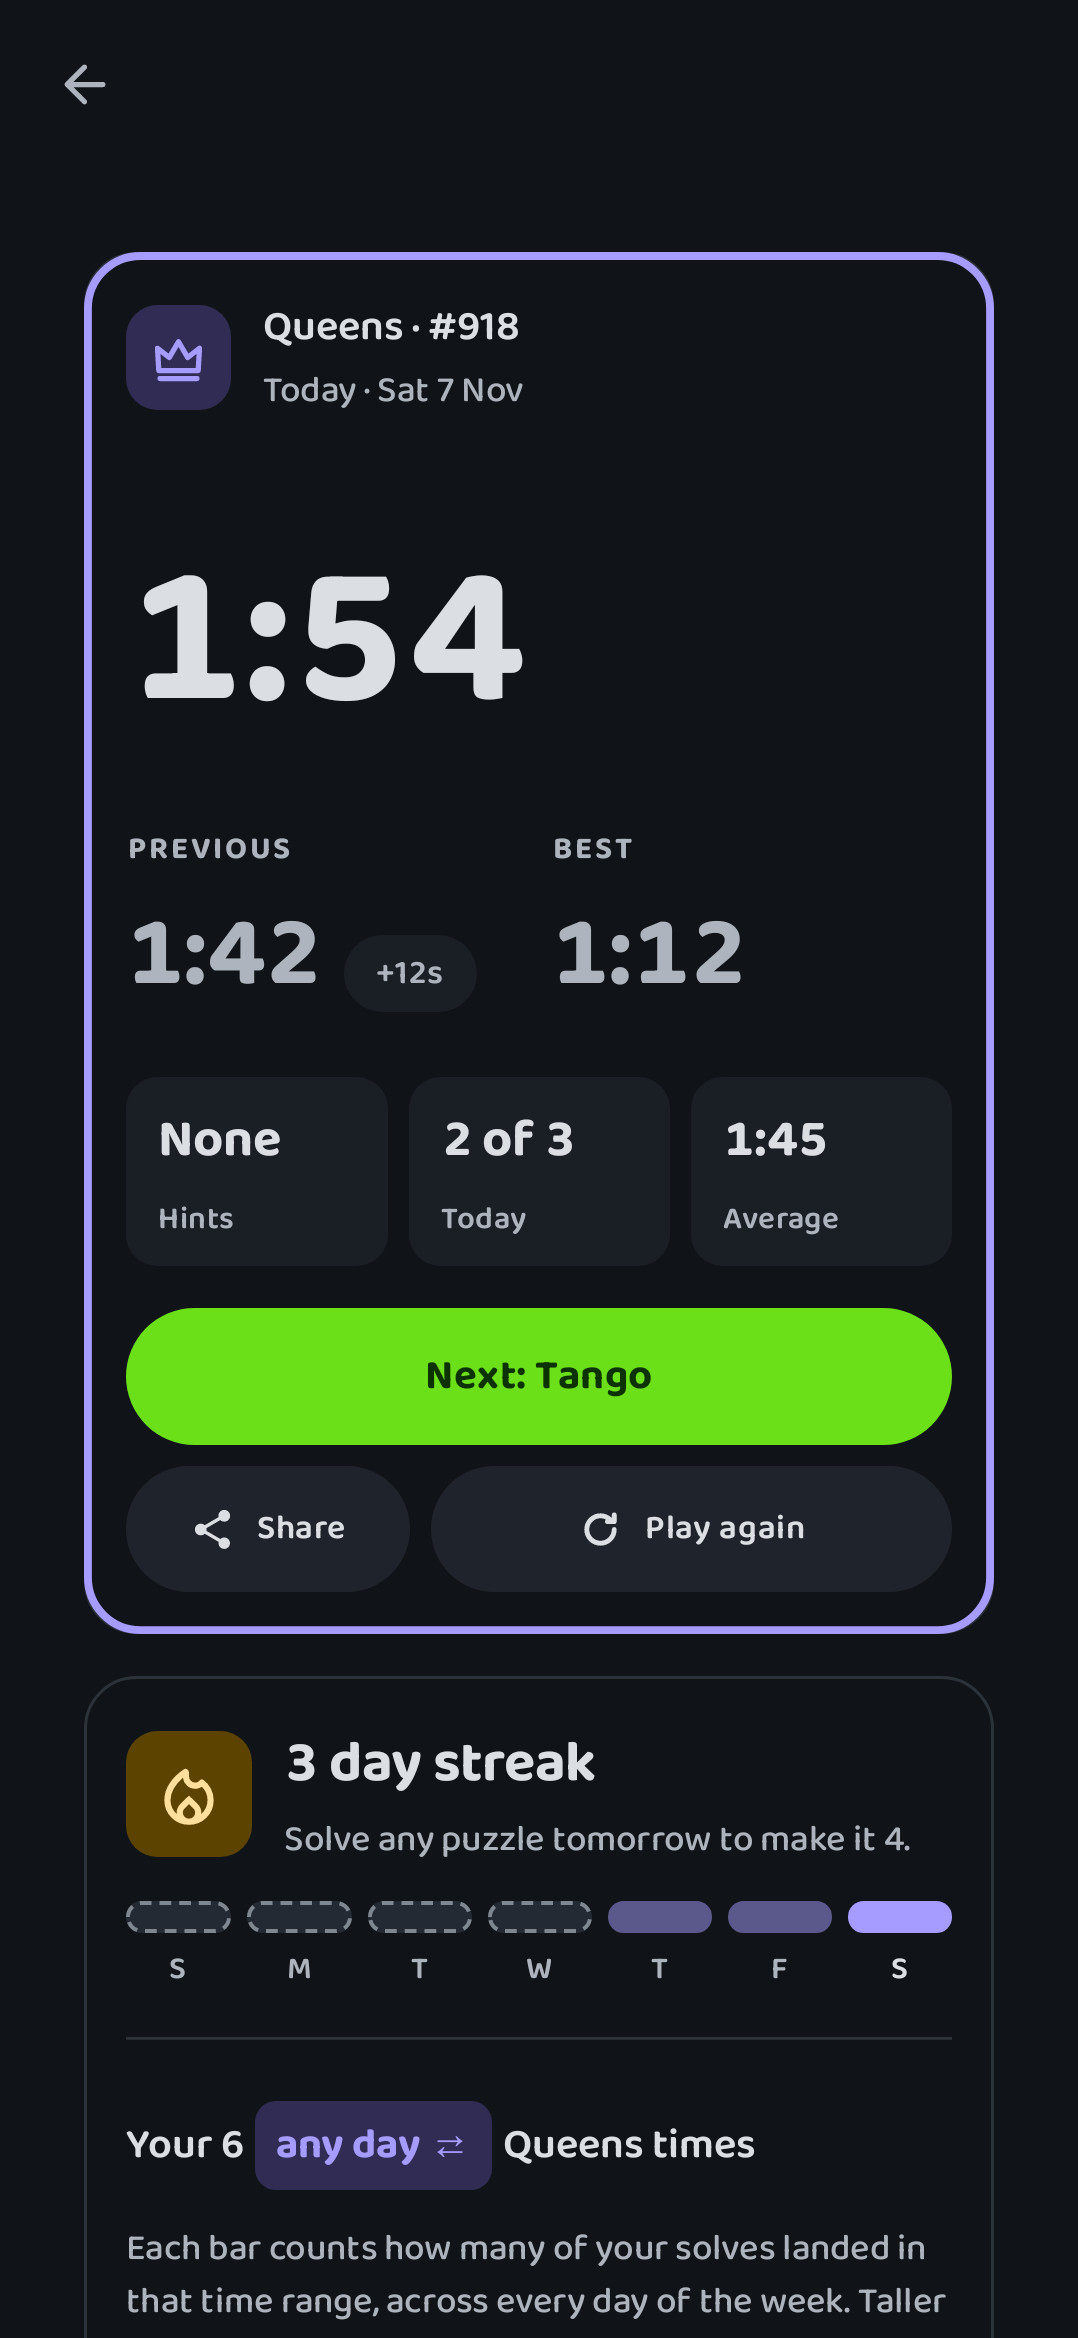 Queens · #918
Today · Sat 7 Nov
1:54
PREVIOUS
BEST
1:42
+12s
1:12
None
2 of 3
1:45
Hints
Today
Average
Next: Tango
Share
Play again
3 day streak
Solve any puzzle tomorrow to make it 4.
S M T W T F S
Your 6 any day ⇄ Queens times
Each bar counts how many of your solves landed in
that time range, across every day of the week. Taller